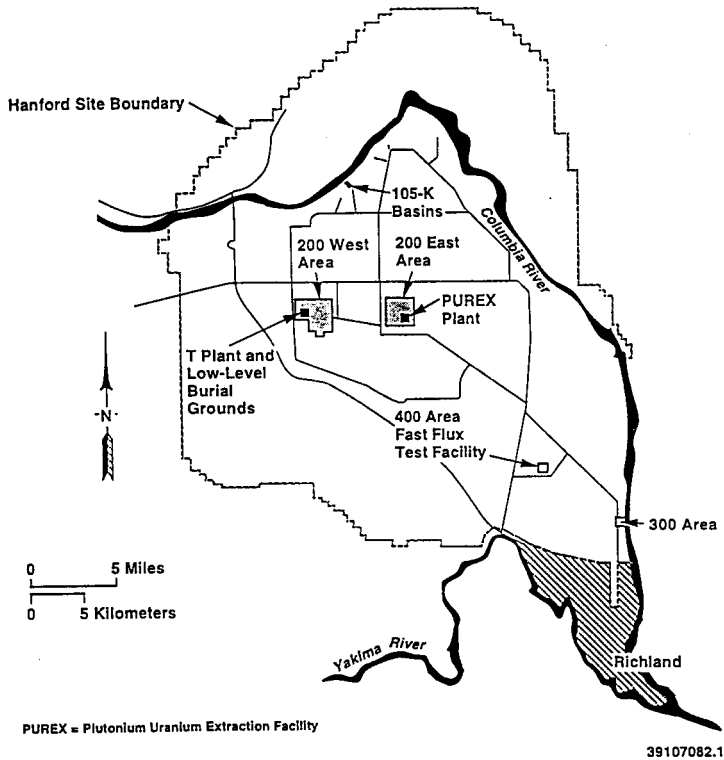 Hanford Site Boundary
105-K
Basins
Columbia River
200 West
Area
200 East
Area
PUREX
Plant
T Plant and
Low-Level
Burial
Grounds
-N-
400 Area
Fast Flux
Test Facility
300 Area
0 5 Miles
0 5 Kilometers
Yakima River
Richland
PUREX = Plutonium Uranium Extraction Facility
39107082.1